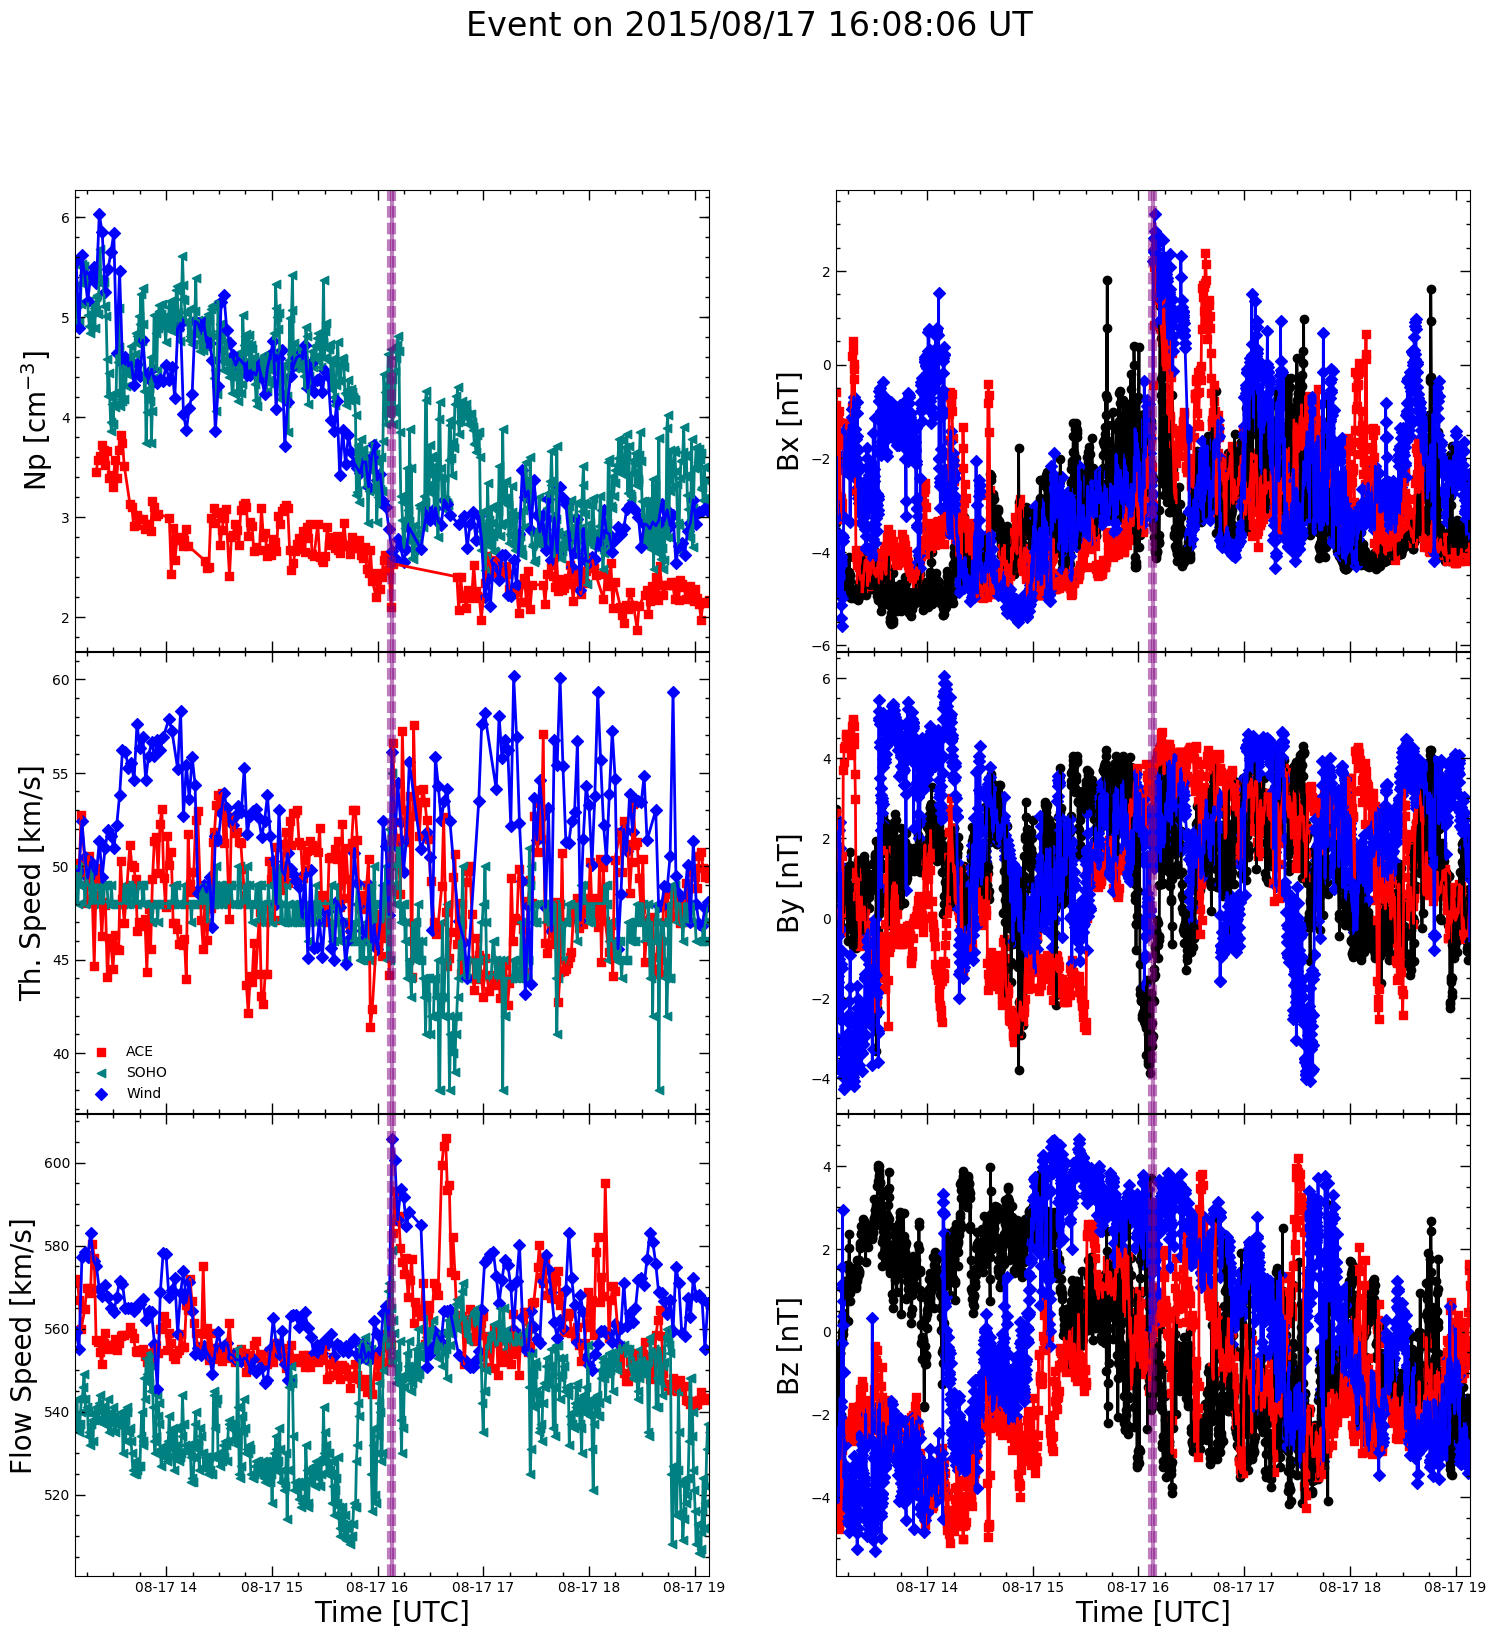 Event on 2015/08/17 16:08:06 UT
Np [cm⁻³]
6
5
4
3
2
Th. Speed [km/s]
60
55
50
45
40
ACE
SOHO
Wind
Flow Speed [km/s]
600
580
560
540
520
08-17 14 08-17 15 08-17 16 08-17 17 08-17 18 08-17 19
Time [UTC]
Bx [nT]
2
0
−2
−4
−6
By [nT]
6
4
2
0
−2
−4
Bz [nT]
4
2
0
−2
−4
08-17 14 08-17 15 08-17 16 08-17 17 08-17 18 08-17 19
Time [UTC]